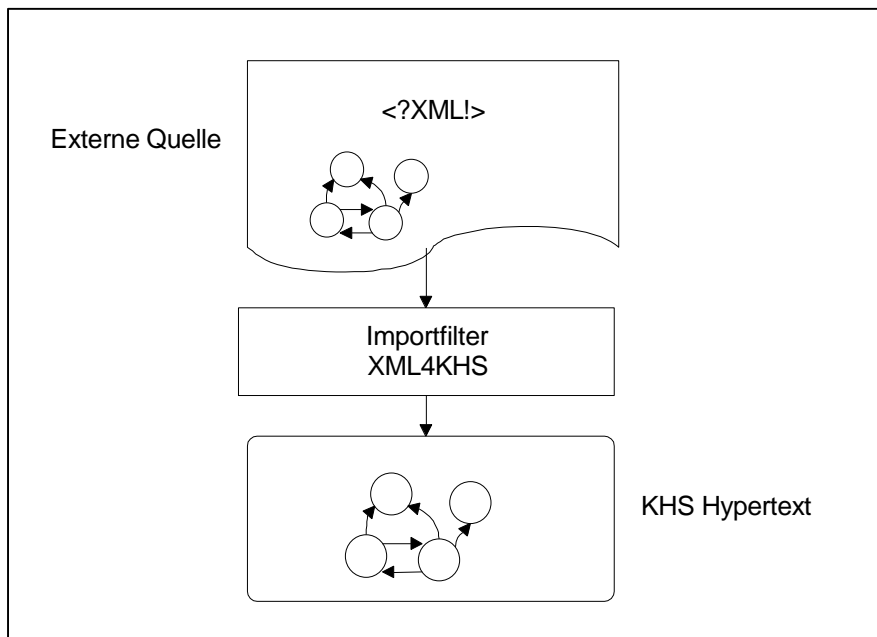 <?XML!>
Externe Quelle
Importfilter
XML4KHS
KHS Hypertext